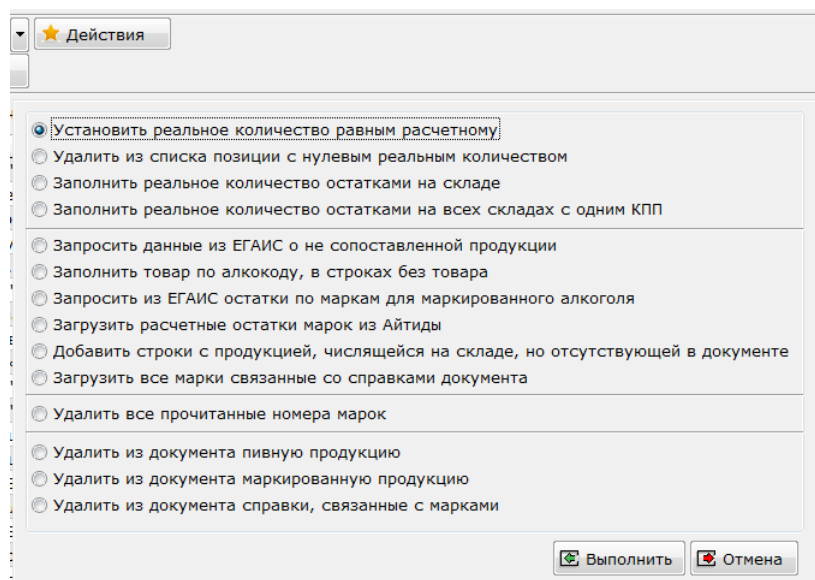 Действия
Установить реальное количество равным расчетному
Удалить из списка позиции с нулевым реальным количеством
Заполнить реальное количество остатками на складе
Заполнить реальное количество остатками на всех складах с одним КПП
Запросить данные из ЕГАИС о не сопоставленной продукции
Заполнить товар по алкокоду, в строках без товара
Запросить из ЕГАИС остатки по маркам для маркированного алкоголя
Загрузить расчетные остатки марок из Айтиды
Добавить строки с продукцией, числящейся на складе, но отсутствующей в документе
Загрузить все марки связанные со справками документа
Удалить все прочитанные номера марок
Удалить из документа пивную продукцию
Удалить из документа маркированную продукцию
Удалить из документа справки, связанные с марками
Выполнить Отмена